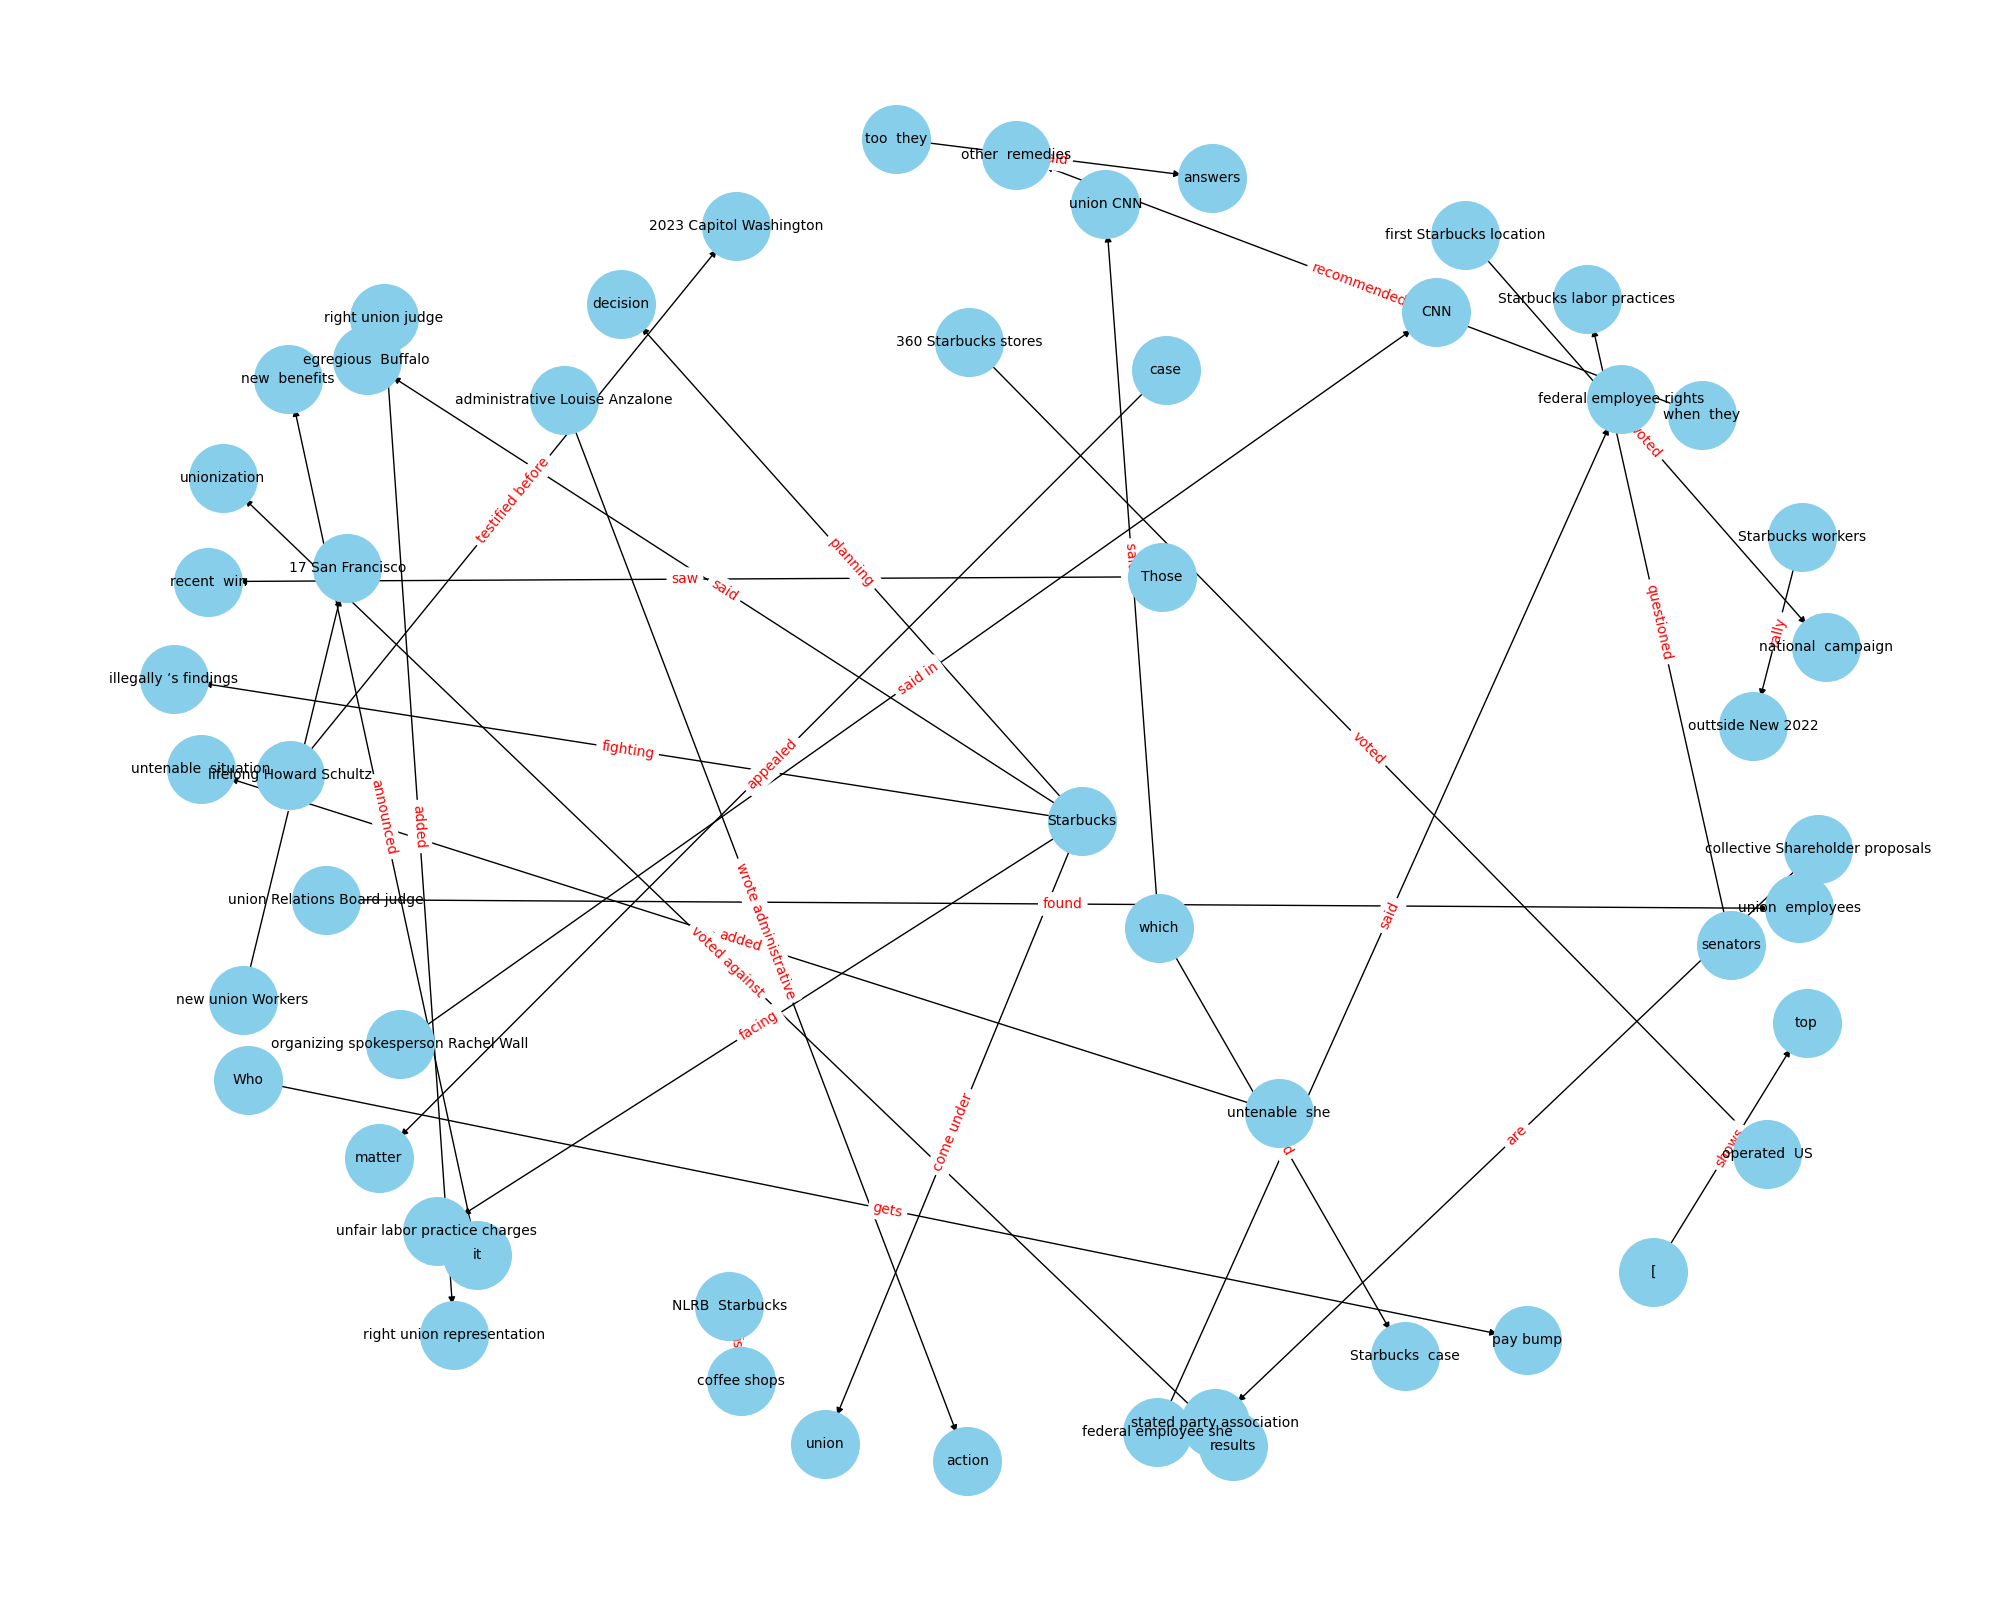 too  they
other  remedies
answers
union CNN
2023 Capitol Washington
first Starbucks location
recommended
decision
Starbucks labor practices
CNN
right union judge
egregious  Buffalo
360 Starbucks stores
case
new  benefits
administrative Louise Anzalone
federal employee rights
when  they
voted
testified before
unionization
Starbucks workers
planning
17 San Francisco
recent  win
saw
said
Those
questioned
rally
national  campaign
illegally ’s findings
said in
outtside New 2022
fighting
appealed
voted
untenable  situation
lifelong Howard Schultz
announced
added
Starbucks
collective Shareholder proposals
union Relations Board judge
found
union  employees
wrote administrative
said
which
added
senators
voted against
new union Workers
facing
top
organizing spokesperson Rachel Wall
Who
untenable  she
come under
are
shows
operated  US
matter
gets
unfair labor practice charges
it
[
NLRB  Starbucks
right union representation
pay bump
Starbucks  case
coffee shops
stated party association
federal employee she
results
union
action